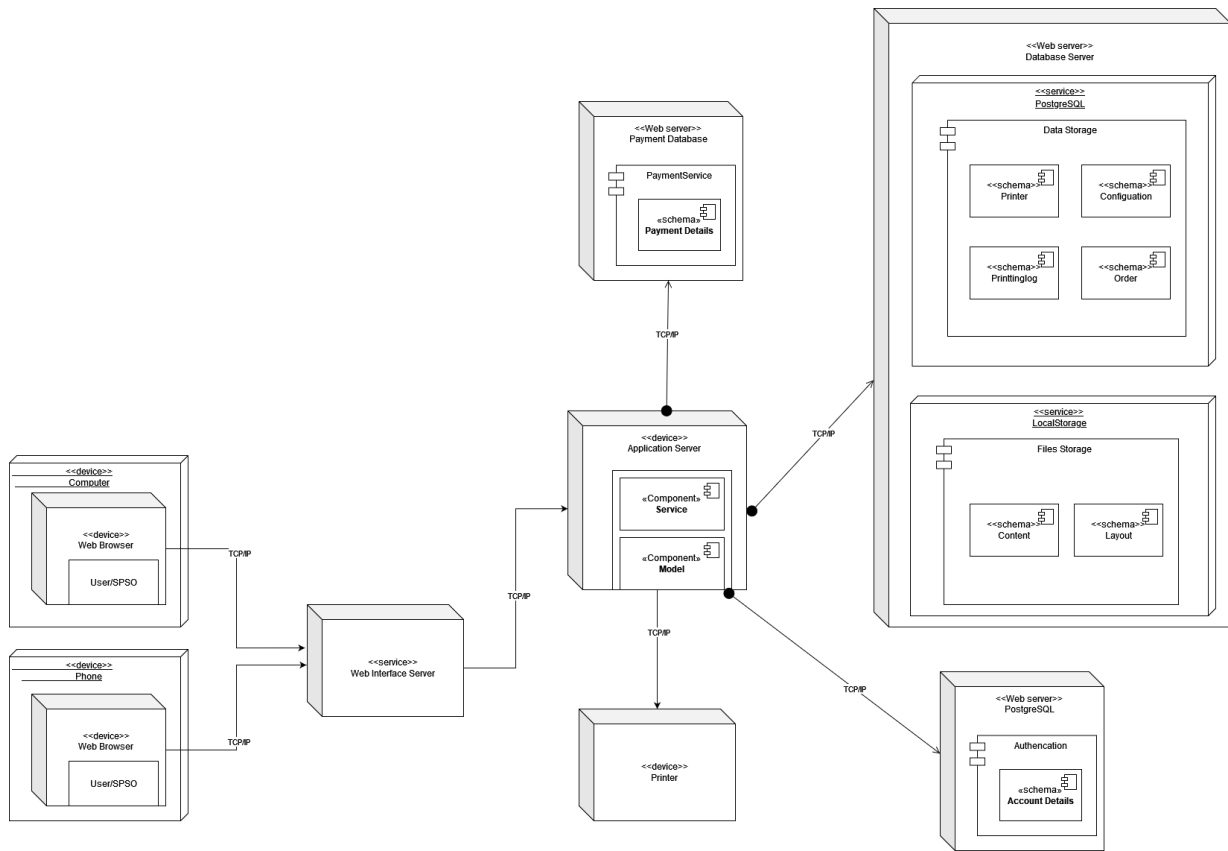 <<Web server>>
Database Server
<<service>>
PostgreSQL
Data Storage
<<schema>>
Printer
<<schema>>
Configuation
<<schema>>
Printtinglog
<<schema>>
Order
<<service>>
LocalStorage
Files Storage
<<schema>>
Content
<<schema>>
Layout
<<Web server>>
Payment Database
PaymentService
«schema»
Payment Details
TCP/IP
TCP/IP
<<device>>
Application Server
«Component»
Service
«Component»
Model
<<device>>
Computer
<<device>>
Web Browser
User/SPSO
TCP/IP
TCP/IP
TCP/IP
<<device>>
Phone
<<device>>
Web Browser
User/SPSO
TCP/IP
<<service>>
Web Interface Server
TCP/IP
<<device>>
Printer
<<Web server>>
PostgreSQL
Authencation
<<schema>>
Account Details